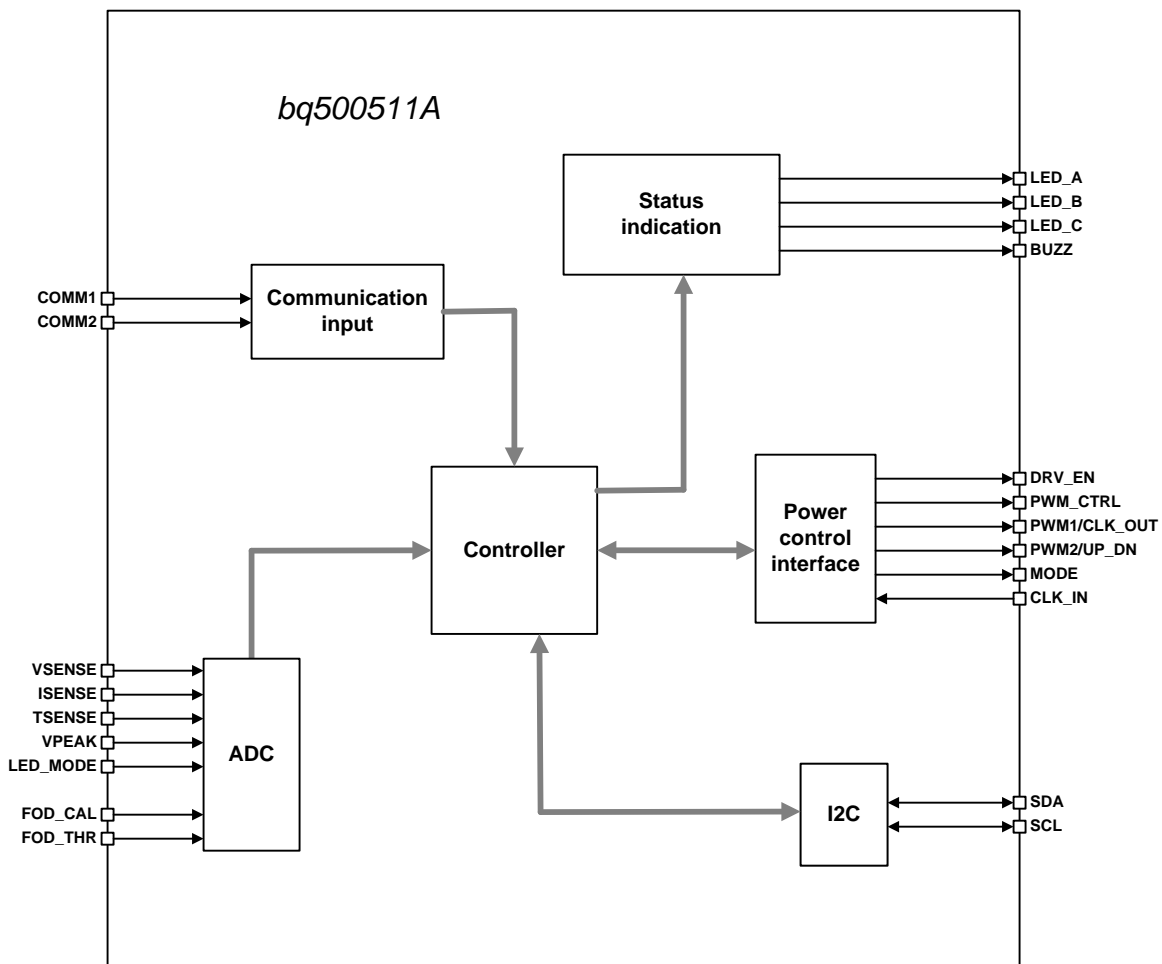 bq500511A
Status
indication
LED_A
LED_B
LED_C
BUZZ
COMM1
COMM2
Communication
input
Controller
Power
control
interface
DRV_EN
PWM_CTRL
PWM1/CLK_OUT
PWM2/UP_DN
MODE
CLK_IN
VSENSE
ISENSE
TSENSE
VPEAK
LED_MODE
FOD_CAL
FOD_THR
ADC
I2C
SDA
SCL